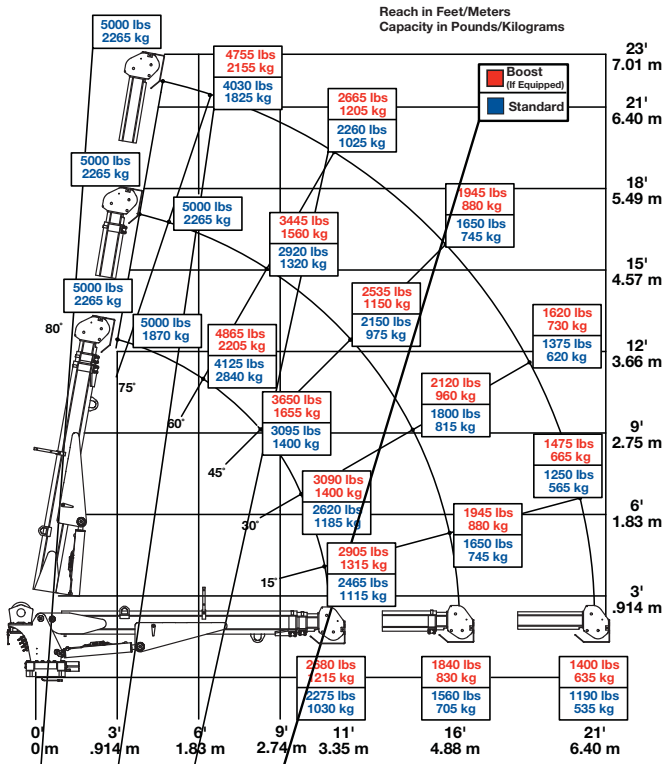 Reach in Feet/Meters
Capacity in Pounds/Kilograms
5000 lbs
2265 kg
23'
7.01 m
4755 lbs
2155 kg
4030 lbs
1825 kg
Boost
(If Equipped)
Standard
2665 lbs
1205 kg
2260 lbs
1025 kg
21'
6.40 m
5000 lbs
2265 kg
18'
5.49 m
5000 lbs
2265 kg
1945 lbs
880 kg
1650 lbs
745 kg
3445 lbs
1560 kg
2920 lbs
1320 kg
15'
4.57 m
5000 lbs
2265 kg
2535 lbs
1150 kg
2150 lbs
975 kg
1620 lbs
730 kg
1375 lbs
620 kg
80°
5000 lbs
1870 kg
4865 lbs
2205 kg
4125 lbs
2840 kg
12'
3.66 m
75°
2120 lbs
960 kg
1800 lbs
815 kg
60°
3650 lbs
1655 kg
3095 lbs
1400 kg
9'
2.75 m
45°
1475 lbs
665 kg
1250 lbs
565 kg
3090 lbs
1400 kg
2620 lbs
1185 kg
30°
6'
1.83 m
1945 lbs
880 kg
1650 lbs
745 kg
2905 lbs
1315 kg
2465 lbs
1115 kg
15°
3'
.914 m
2680 lbs
1215 kg
2275 lbs
1030 kg
1840 lbs
830 kg
1560 lbs
705 kg
1400 lbs
635 kg
1190 lbs
535 kg
0' 3' 6' 9' 11' 16' 21'
0 m .914 m 1.83 m 2.74 m 3.35 m 4.88 m 6.40 m